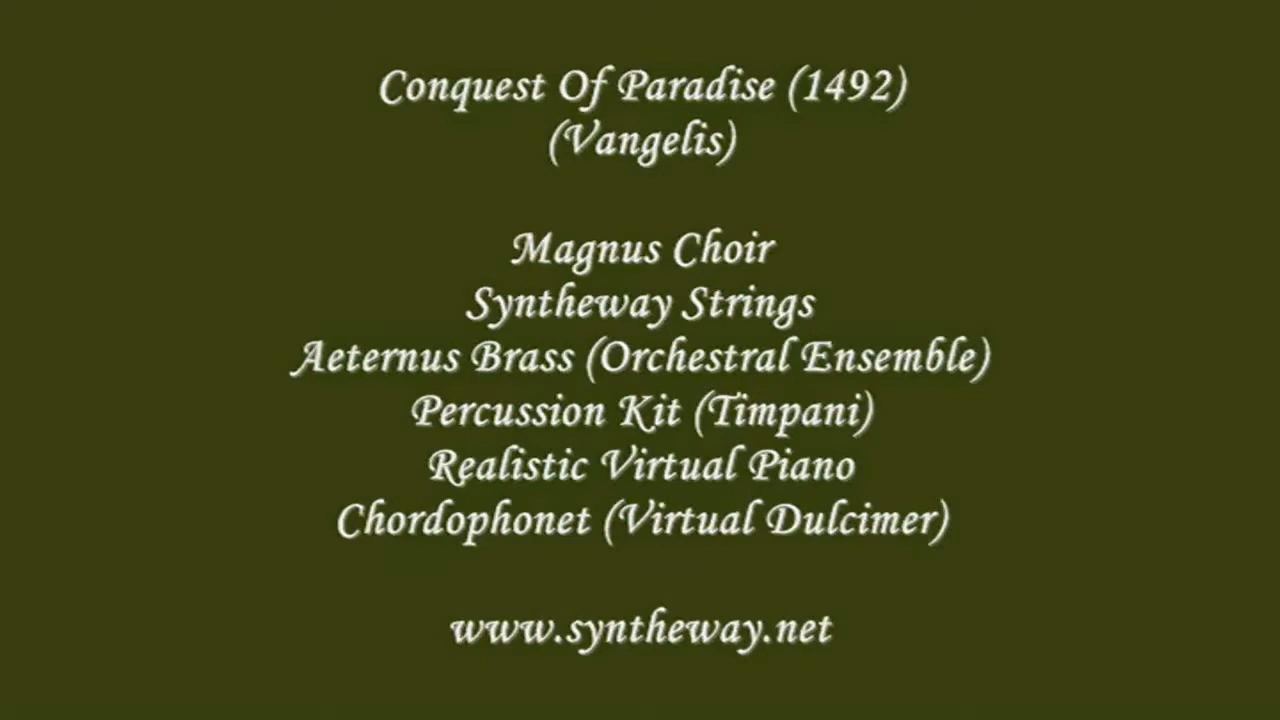 Conquest Of Paradise (1492)
(Vangelis)
Magnus Choir
Syntheway Strings
Aeternus Brass (Orchestral Ensemble)
Percussion Kit (Timpani)
Realistic Virtual Piano
Chordophonet (Virtual Dulcimer)
www.syntheway.net